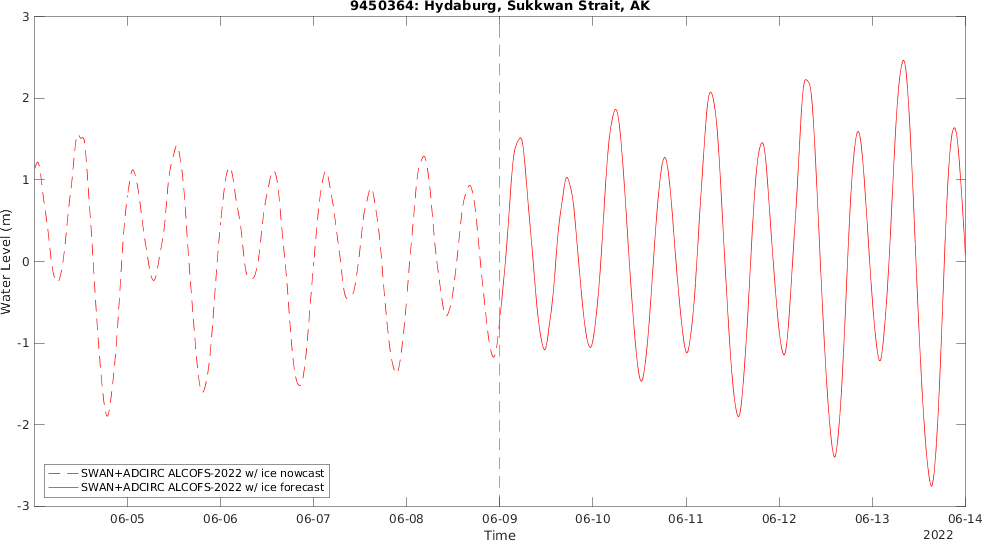 9450364: Hydaburg, Sukkwan Strait, AK
3
2
1
0
-1
-2
-3
Water Level (m)
SWAN+ADCIRC ALCOFS-2022 w/ ice nowcast
SWAN+ADCIRC ALCOFS-2022 w/ ice forecast
06-05 06-06 06-07 06-08 06-09 06-10 06-11 06-12 06-13 06-14
Time
2022